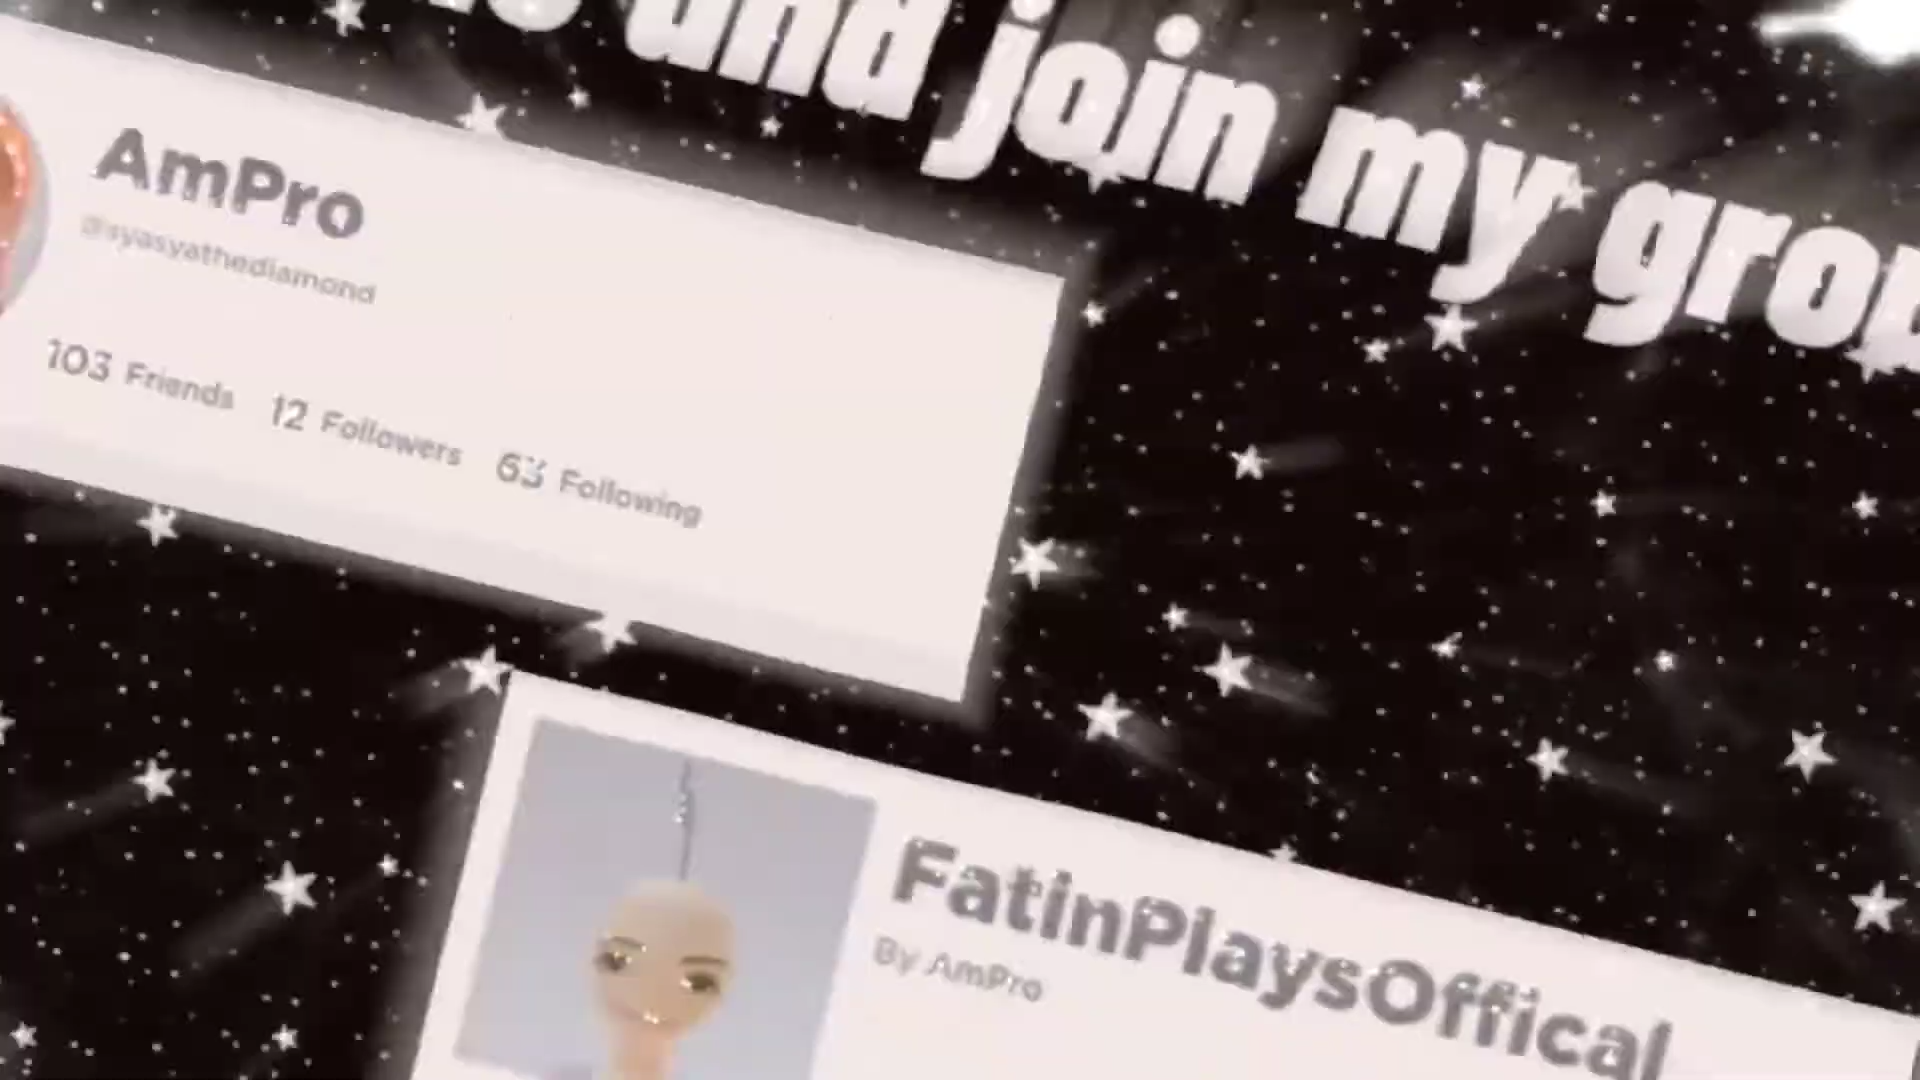 and join my grou
AmPro
@syasyathediamond
103 Friends 12 Followers 63 Following
FatinPlaysOffical
By AmPro